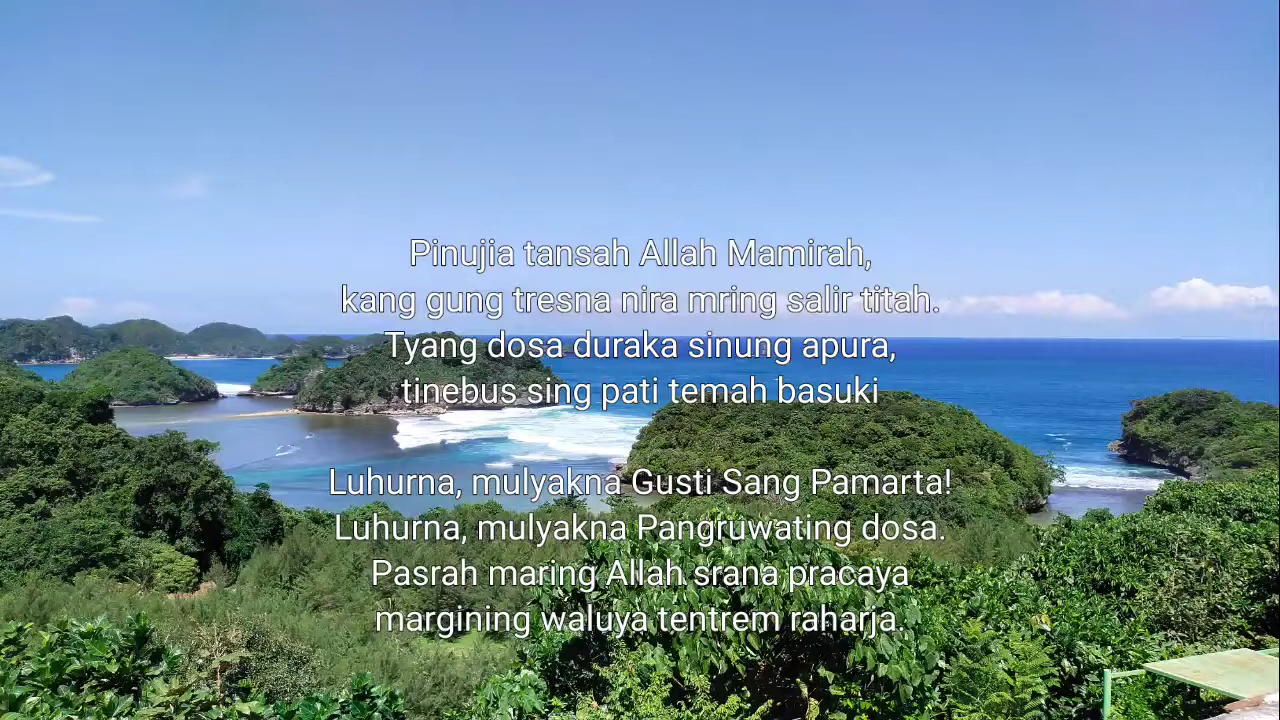 Pinujia tansah Allah Mamirah,
kang gung tresna nira mring salir titah.
Tyang dosa duraka sinung apura,
tinebus sing pati temah basuki
Luhurna, mulyakna Gusti Sang Pamarta!
Luhurna, mulyakna Pangruwating dosa.
Pasrah maring Allah srana pracaya
margining waluya tentrem raharja.